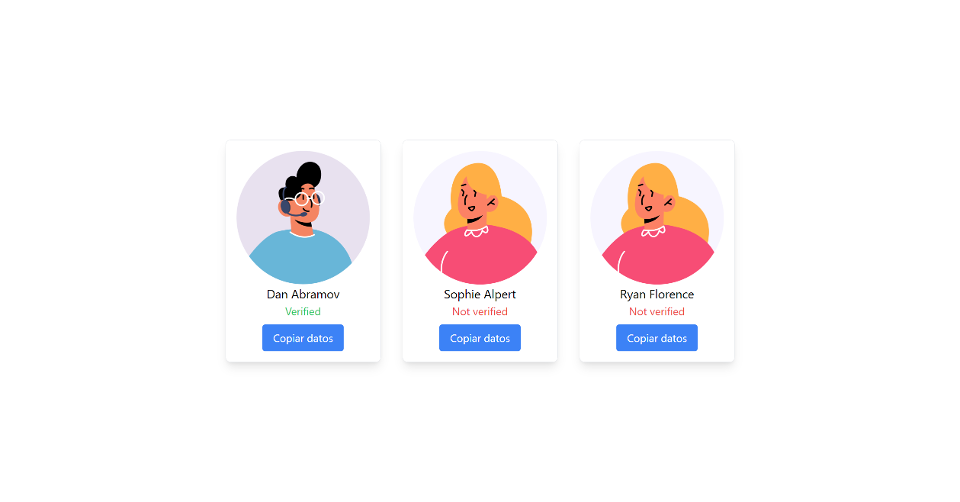 Dan Abramov
Verified
Copiar datos
Sophie Alpert
Not verified
Copiar datos
Ryan Florence
Not verified
Copiar datos